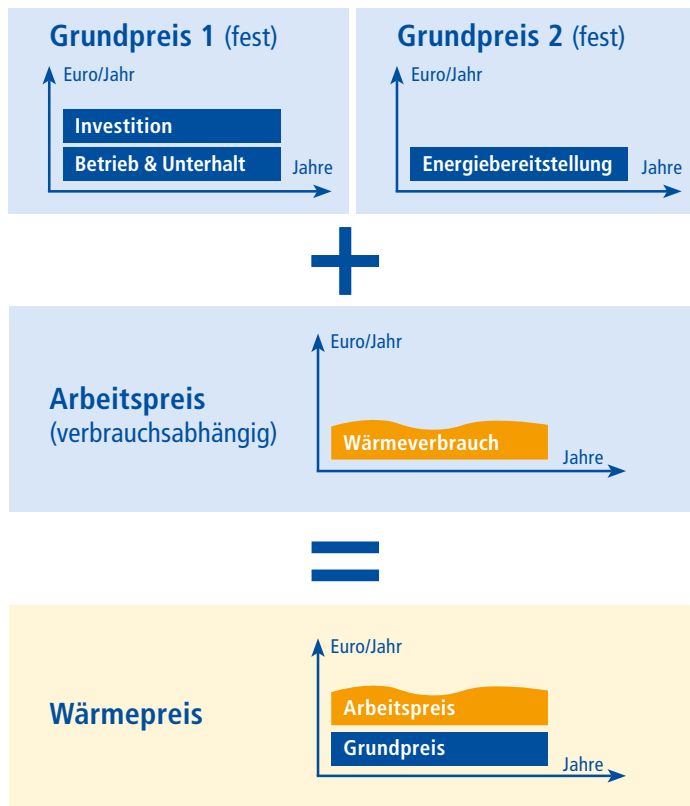 Grundpreis 1 (fest)
Euro/Jahr
Investition
Betrieb & Unterhalt
Jahre
Grundpreis 2 (fest)
Euro/Jahr
Energiebereitstellung
Jahre
+
Arbeitspreis
(verbrauchsabhängig)
Euro/Jahr
Wärmeverbrauch
Jahre
=
Wärmepreis
Euro/Jahr
Arbeitspreis
Grundpreis
Jahre